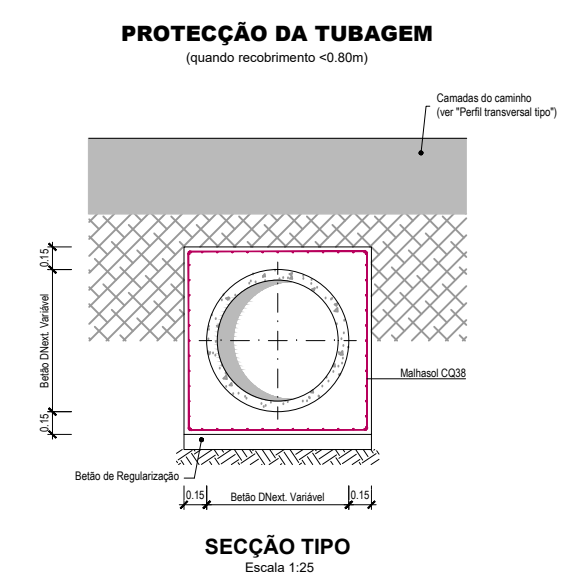 PROTECÇÃO DA TUBAGEM
(quando recobrimento <0.80m)
Camadas do caminho
(ver "Perfil transversal tipo")
0.15
Betão DNext. Variável
0.15
Malhasol CQ38
Betão de Regularização
0.15
Betão DNext. Variável
0.15
SECÇÃO TIPO
Escala 1:25